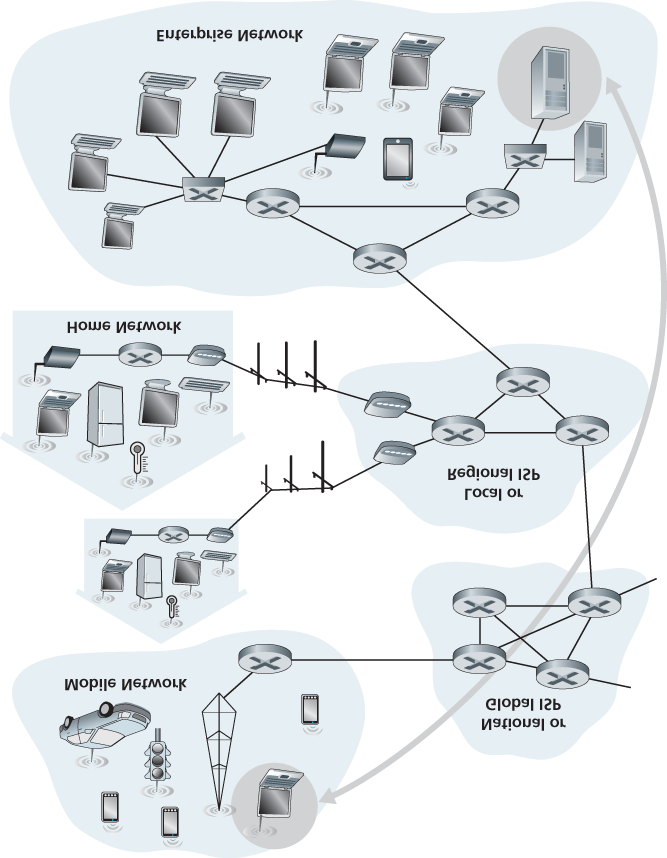 Enterprise Network
Home Network
Local or
Regional ISP
Mobile Network
National or
Global ISP